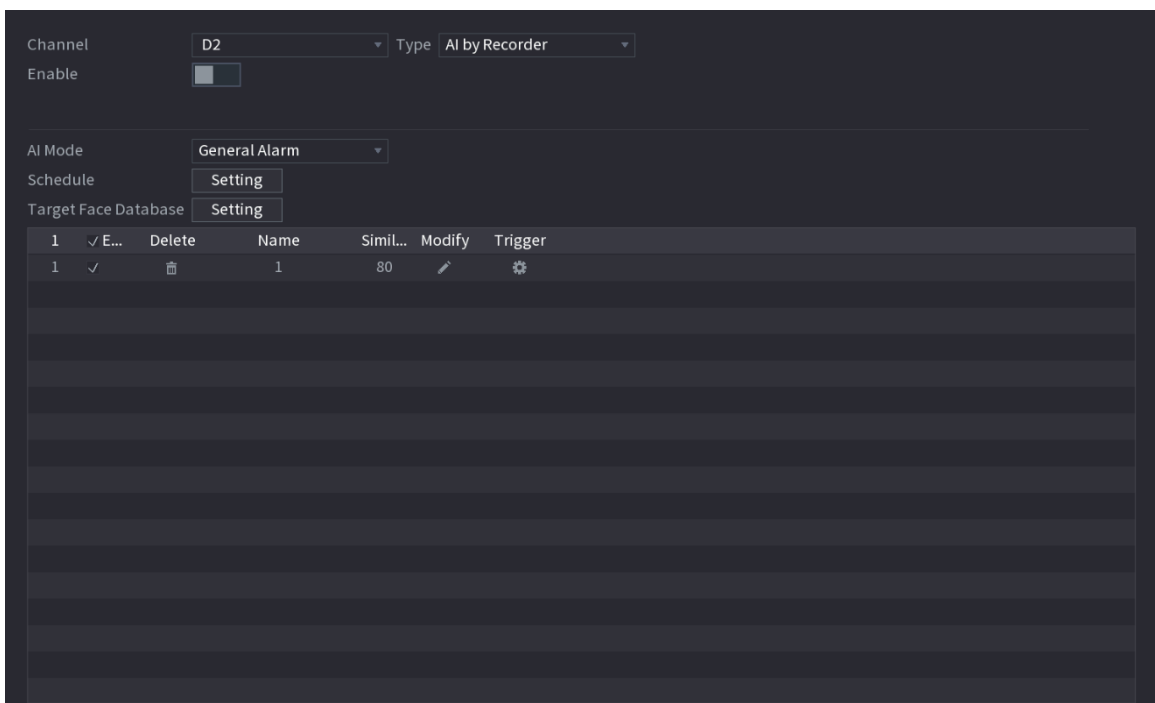 Channel D2 Type AI by Recorder
Enable
AI Mode General Alarm
Schedule Setting
Target Face Database Setting
1 E... Delete Name Simil... Modify Trigger
1 1 80